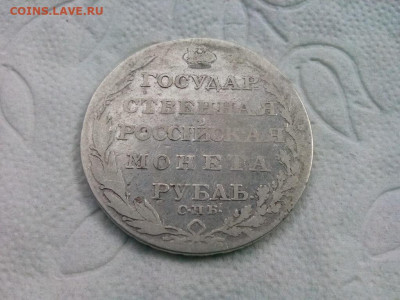 COINS.LAVE.RU
ГОСУДАР
СТВЕННАЯ
РОССІЙСКАЯ
МОНЕТА
РУБЛЬ
С.П.Б.